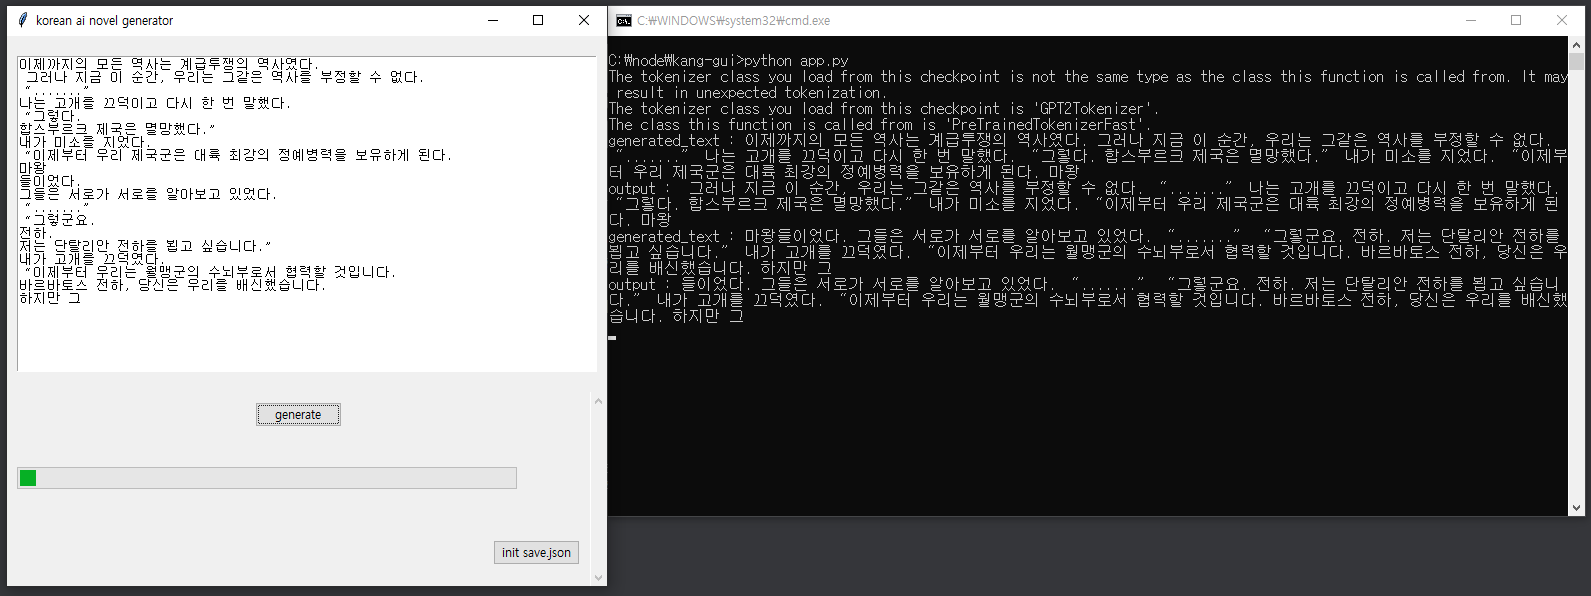 korean ai novel generator
이제까지의 모든 역사는 계급투쟁의 역사였다.
그러나 지금 이 순간, 우리는 그같은 역사를 부정할 수 없다.
“.......”
나는 고개를 끄덕이고 다시 한 번 말했다.
“그렇다.
합스부르크 제국은 멸망했다.”
내가 미소를 지었다.
“이제부터 우리 제국군은 대륙 최강의 정예병력을 보유하게 된다.
마왕
들이었다.
그들은 서로가 서로를 알아보고 있었다.
“.......”
“그렇군요.
전하.
저는 단탈리안 전하를 뵙고 싶습니다.”
내가 고개를 끄덕였다.
“이제부터 우리는 월맹군의 수뇌부로서 협력할 것입니다.
바르바토스 전하, 당신은 우리를 배신했습니다.
하지만 그
generate
init save.json
C:\WINDOWS\system32\cmd.exe
C:\node\kang-gui>python app.py
The tokenizer class you load from this checkpoint is not the same type as the class this function is called from. It may
result in unexpected tokenization.
The tokenizer class you load from this checkpoint is 'GPT2Tokenizer'.
The class this function is called from is 'PreTrainedTokenizerFast'.
generated_text : 이제까지의 모든 역사는 계급투쟁의 역사였다. 그러나 지금 이 순간, 우리는 그같은 역사를 부정할 수 없다.
“.......” 나는 고개를 끄덕이고 다시 한 번 말했다. “그렇다. 합스부르크 제국은 멸망했다.” 내가 미소를 지었다. “이제부
터 우리 제국군은 대륙 최강의 정예병력을 보유하게 된다. 마왕
output : 그러나 지금 이 순간, 우리는 그같은 역사를 부정할 수 없다. “.......” 나는 고개를 끄덕이고 다시 한 번 말했다.
“그렇다. 합스부르크 제국은 멸망했다.” 내가 미소를 지었다. “이제부터 우리 제국군은 대륙 최강의 정예병력을 보유하게 된
다. 마왕
generated_text : 마왕들이었다. 그들은 서로가 서로를 알아보고 있었다. “.......” “그렇군요. 전하. 저는 단탈리안 전하를
뵙고 싶습니다.” 내가 고개를 끄덕였다. “이제부터 우리는 월맹군의 수뇌부로서 협력할 것입니다. 바르바토스 전하, 당신은 우
리를 배신했습니다. 하지만 그
output : 들이었다. 그들은 서로가 서로를 알아보고 있었다. “.......” “그렇군요. 전하. 저는 단탈리안 전하를 뵙고 싶습니
다.” 내가 고개를 끄덕였다. “이제부터 우리는 월맹군의 수뇌부로서 협력할 것입니다. 바르바토스 전하, 당신은 우리를 배신했
습니다. 하지만 그